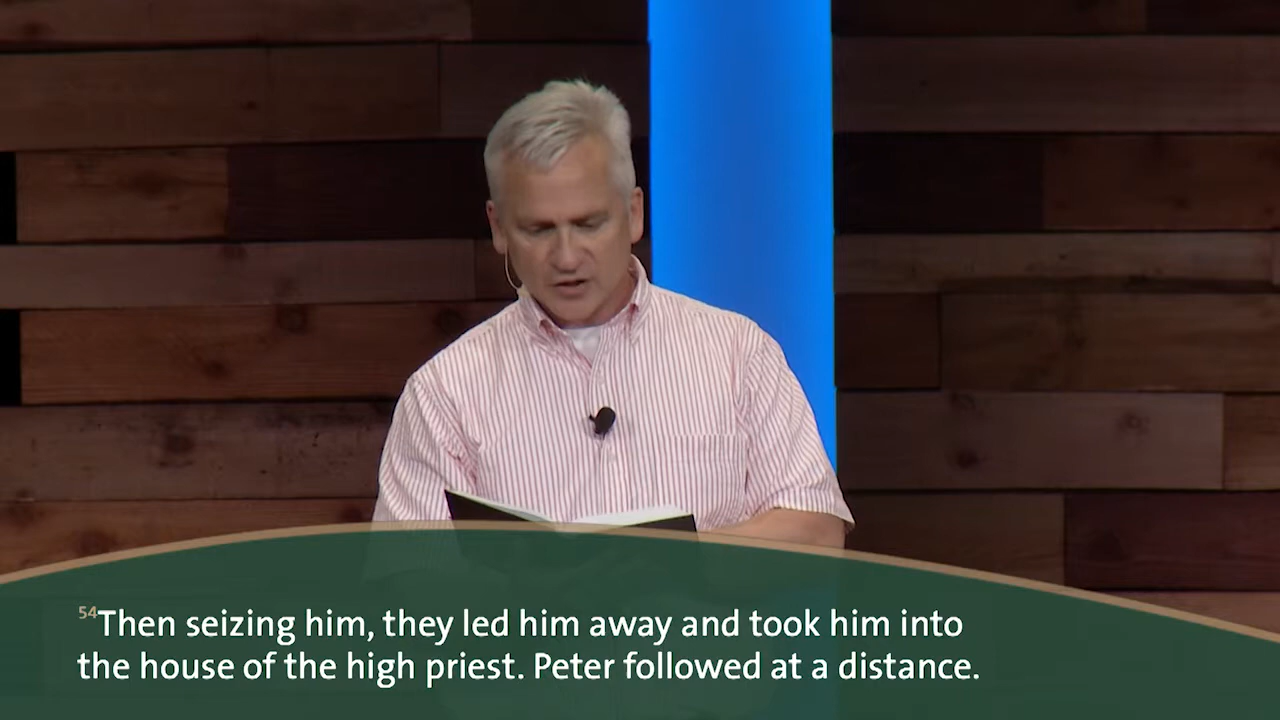 54Then seizing him, they led him away and took him into
the house of the high priest. Peter followed at a distance.